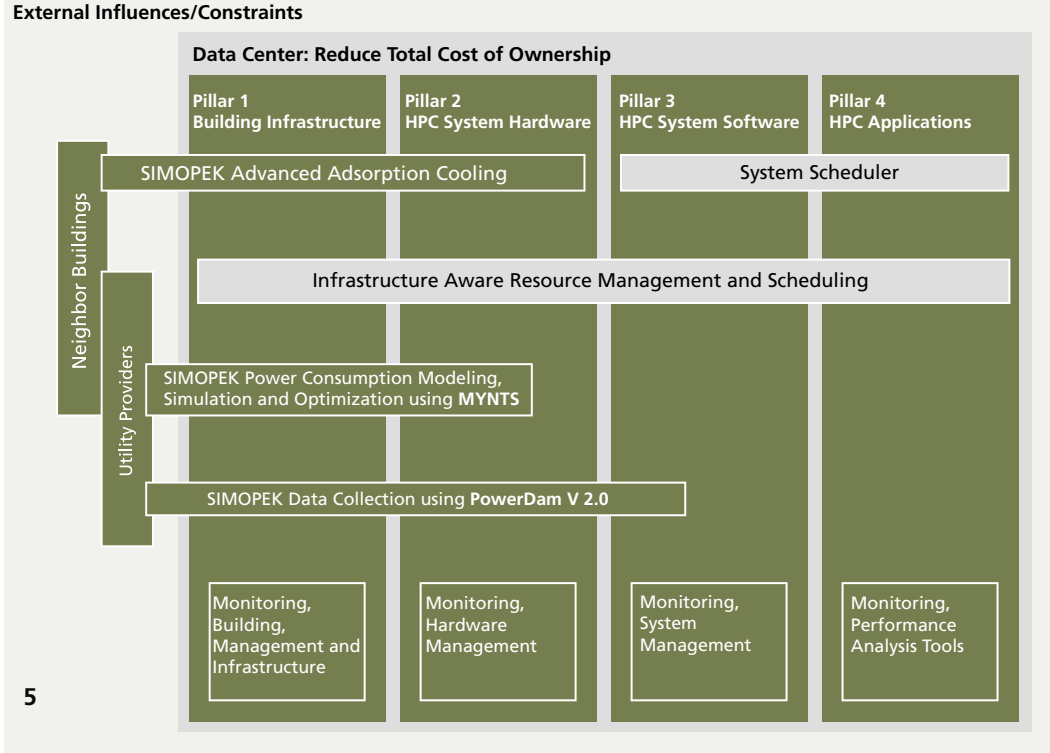 External Influences/Constraints
Data Center: Reduce Total Cost of Ownership
Pillar 1
Building Infrastructure
Pillar 2
HPC System Hardware
Pillar 3
HPC System Software
Pillar 4
HPC Applications
SIMOPEK Advanced Adsorption Cooling
System Scheduler
Neighbor Buildings
Infrastructure Aware Resource Management and Scheduling
Utility Providers
SIMOPEK Power Consumption Modeling,
Simulation and Optimization using MYNTS
SIMOPEK Data Collection using PowerDam V 2.0
Monitoring,
Building,
Management and
Infrastructure
Monitoring,
Hardware
Management
Monitoring,
System
Management
Monitoring,
Performance
Analysis Tools
5